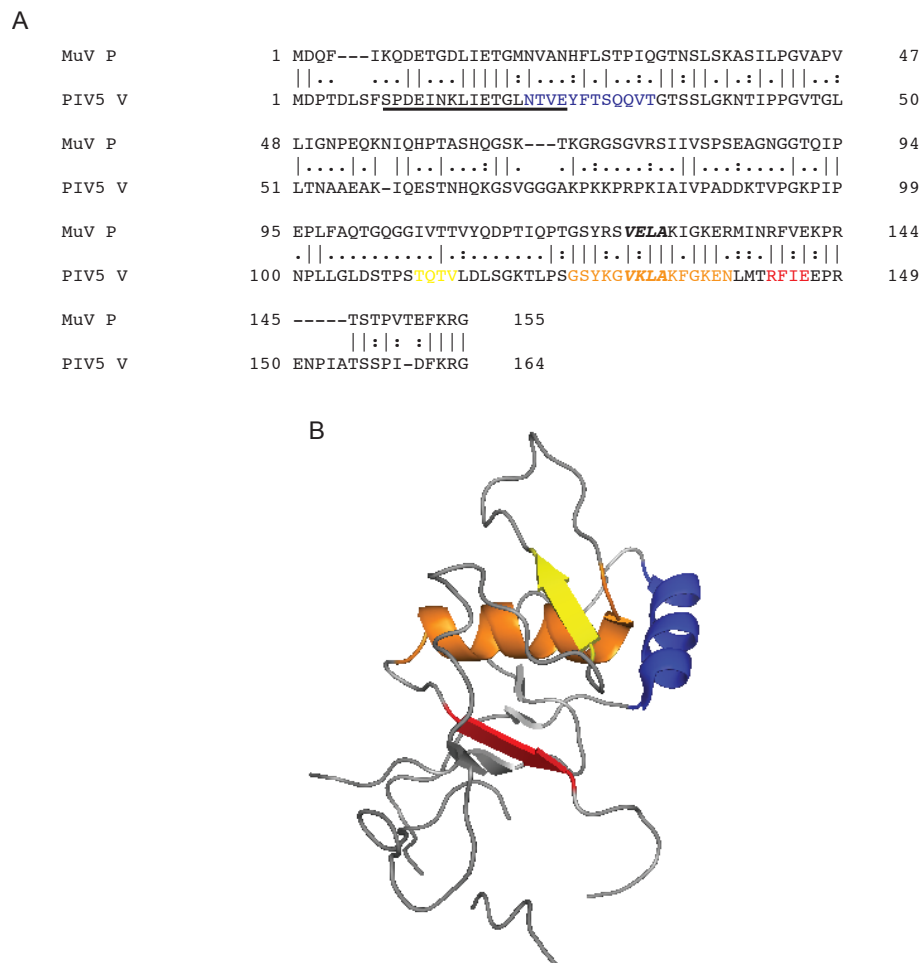 A
MuV P 1 MDQF---IKQDETGDLIETGMNVANHFLSTPIQGTNSLSKASILPGVAPV 47
||..   ...||...|||||:|...:|.|...:.||:||.|.:|.|||..:
PIV5 V 1 MDPTDLSFSPDEINKLIETGLNTVEYFTSQQVTGTSSLGKNTIPPGVTGL 50
MuV P 48 LIGNPEQKNIQHPTASHQGSK---TKGRGSGVRSIIVSPSEAGNGGTQIP 94
|....|.| ||..|...:||.   .|.:....:..||...:....|..||
PIV5 V 51 LTNAAEAK-IQESTNHQKGSVGGGAKPKKPRPKIAIVPADDKTVPGKPIP 99
MuV P 95 EPLFAQTGQGGIVTTVYQDPTIQPTGSYRSVELAKIGKERMINRFVEKPR 144
.||..........|.:.......|:|||:.|:|||.|||.::.||:|:||
PIV5 V 100 NPLLGLDSTPSTQTVLDLSGKTLPSGSYKGVKLAKFGKENLMTRFIEEPR 149
MuV P 145 -----TSTPVTEFKRG 155
||:|: :||||
PIV5 V 150 ENPIATSSPI-DFKRG 164
B